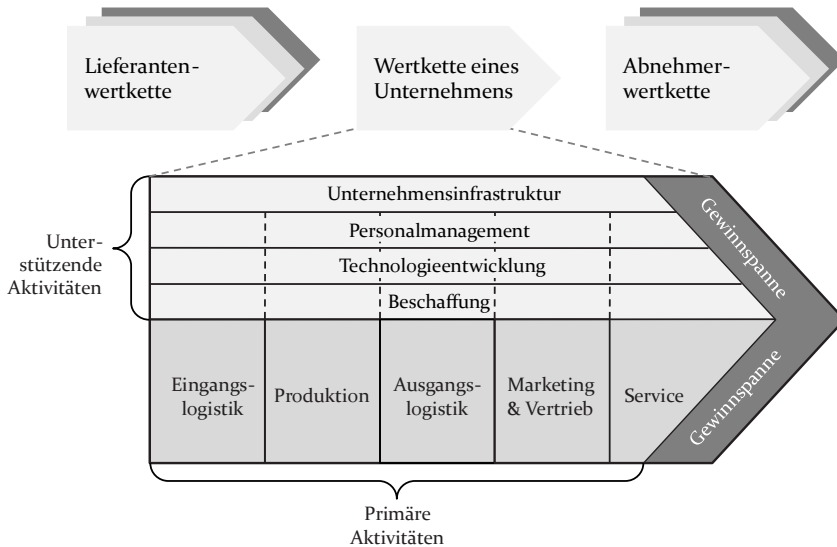 Lieferanten-
wertkette
Wertkette eines
Unternehmens
Abnehmer-
wertkette
Unternehmensinfrastruktur
Personalmanagement
Technologieentwicklung
Beschaffung
Unter-
stützende
Aktivitäten
Gewinnspanne
Gewinnspanne
Eingangs-
logistik
Produktion
Ausgangs-
logistik
Marketing
& Vertrieb
Service
Primäre
Aktivitäten